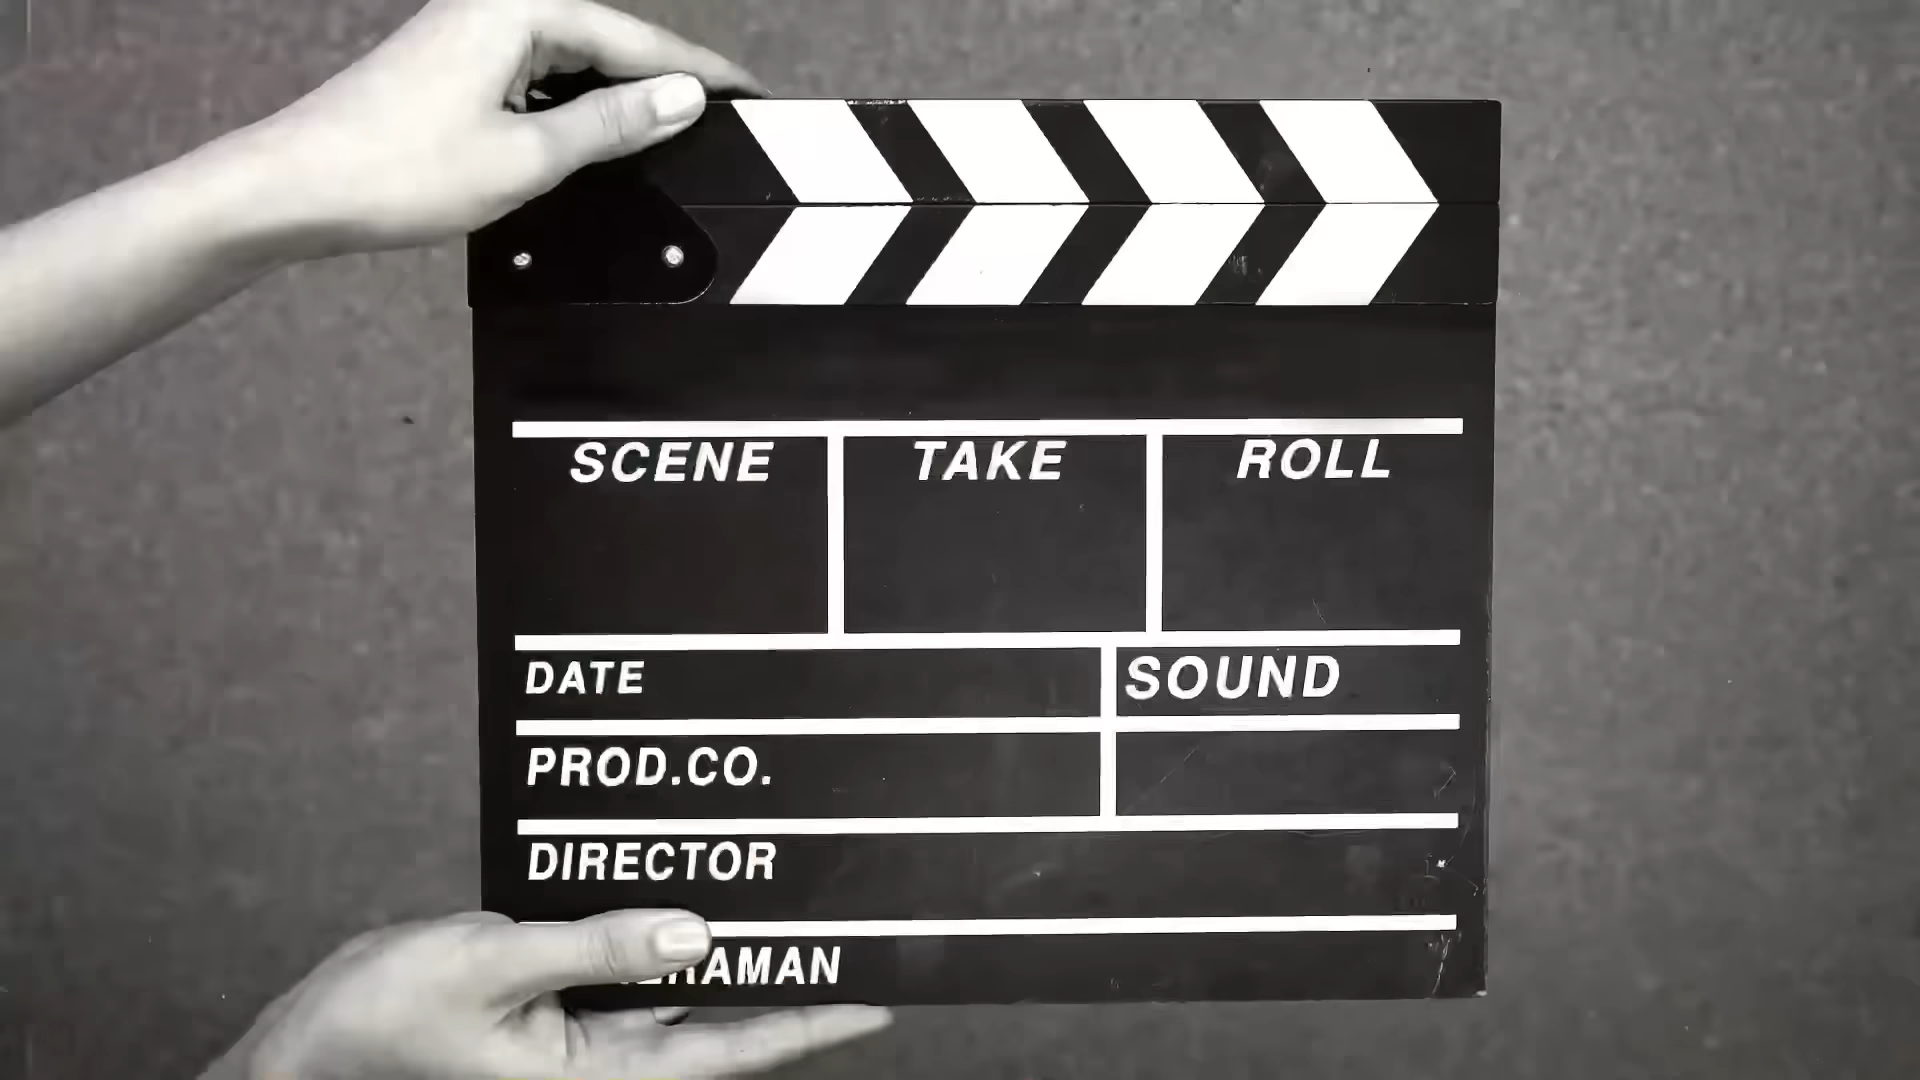 SCENE TAKE ROLL
DATE SOUND
PROD.CO.
DIRECTOR